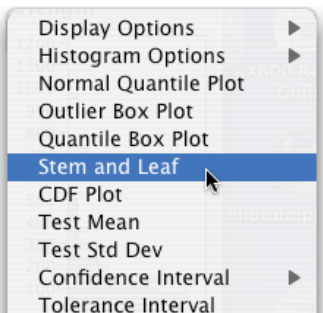 Display Options
Histogram Options
Normal Quantile Plot
Outlier Box Plot
Quantile Box Plot
Stem and Leaf
CDF Plot
Test Mean
Test Std Dev
Confidence Interval
Tolerance Interval